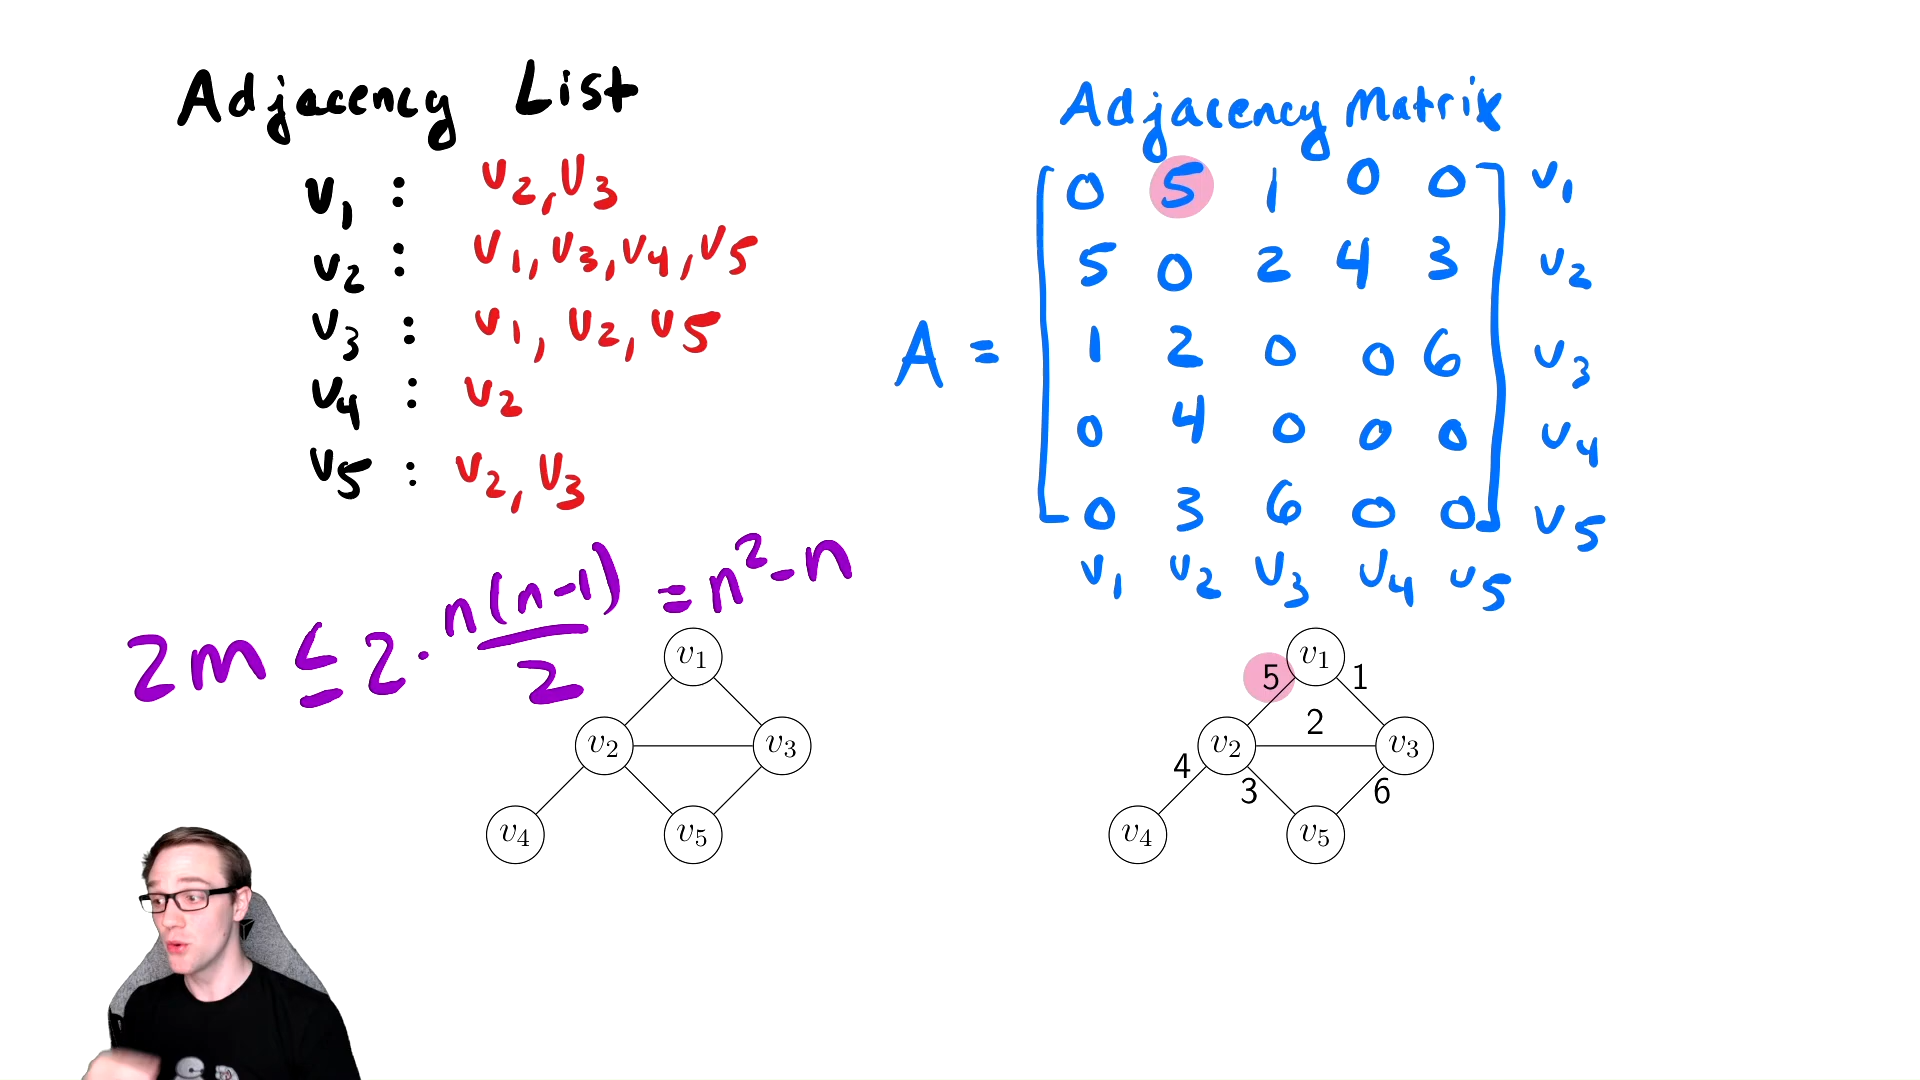 Adjacency List
v1 : v2, v3
v2 : v1, v3, v4, v5
v3 : v1, v2, v5
v4 : v2
v5 : v2, v3
2m ≤ 2 · n(n-1)/2 = n² - n
v1
v2 v3
v4 v5
Adjacency Matrix
0 5 1 0 0 v1
5 0 2 4 3 v2
A = 1 2 0 0 6 v3
0 4 0 0 0 v4
0 3 6 0 0 v5
v1 v2 v3 v4 v5
5 v1 1
2
v2 v3
4 3 6
v4 v5